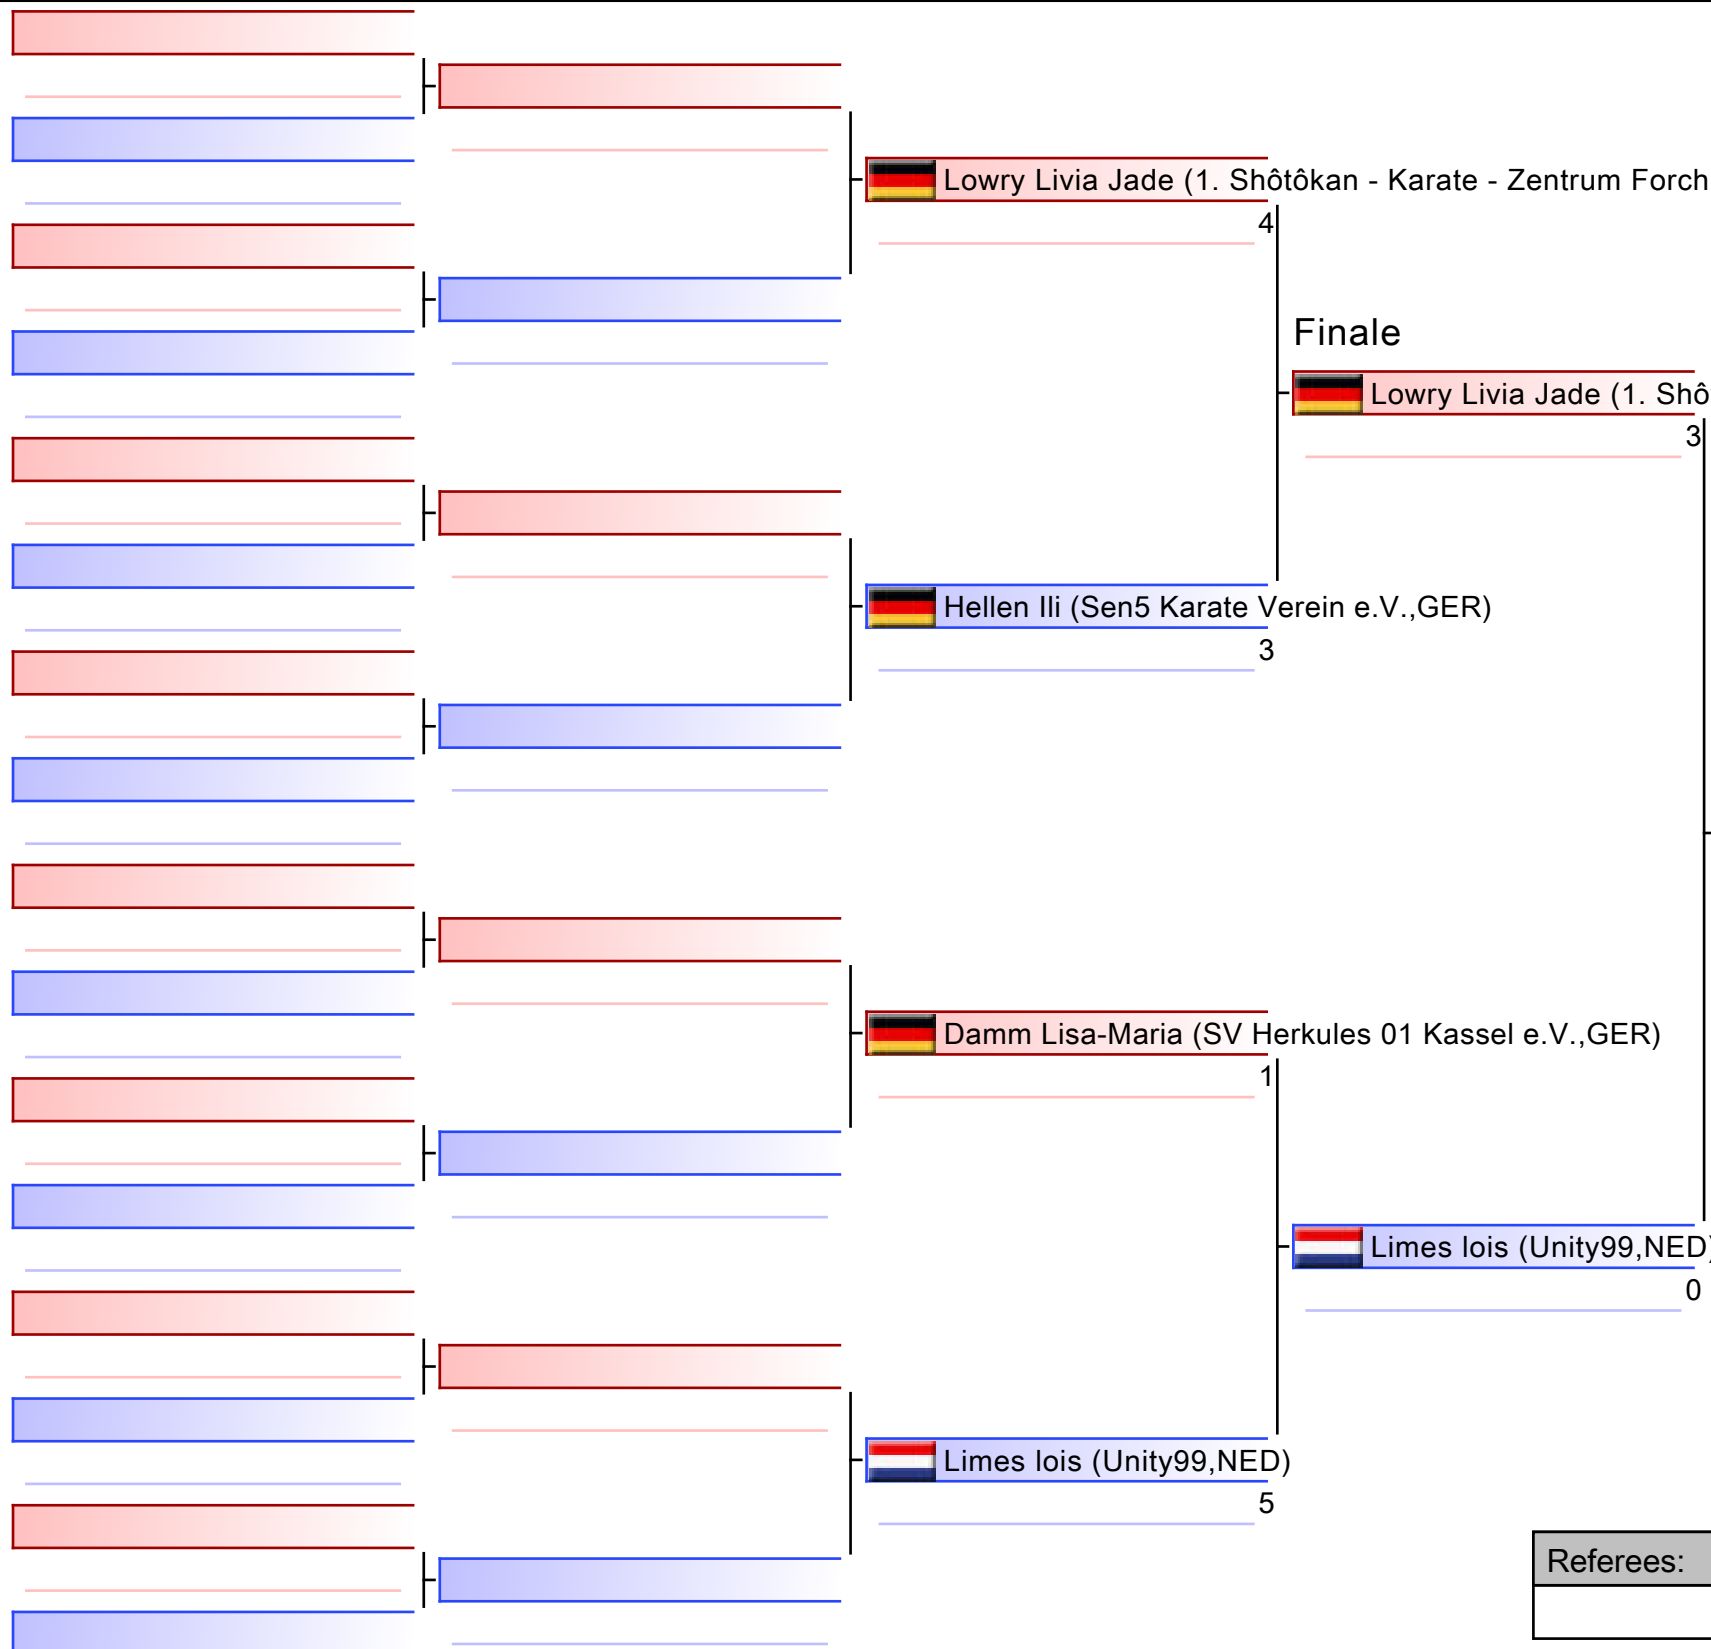 Lowry Livia Jade (1. Shôtôkan - Karate - Zentrum Forch
4
Finale
Lowry Livia Jade (1. Shô
3
Hellen Ili (Sen5 Karate Verein e.V.,GER)
3
Damm Lisa-Maria (SV Herkules 01 Kassel e.V.,GER)
1
Limes lois (Unity99,NED)
0
Limes lois (Unity99,NED)
5
Referees: